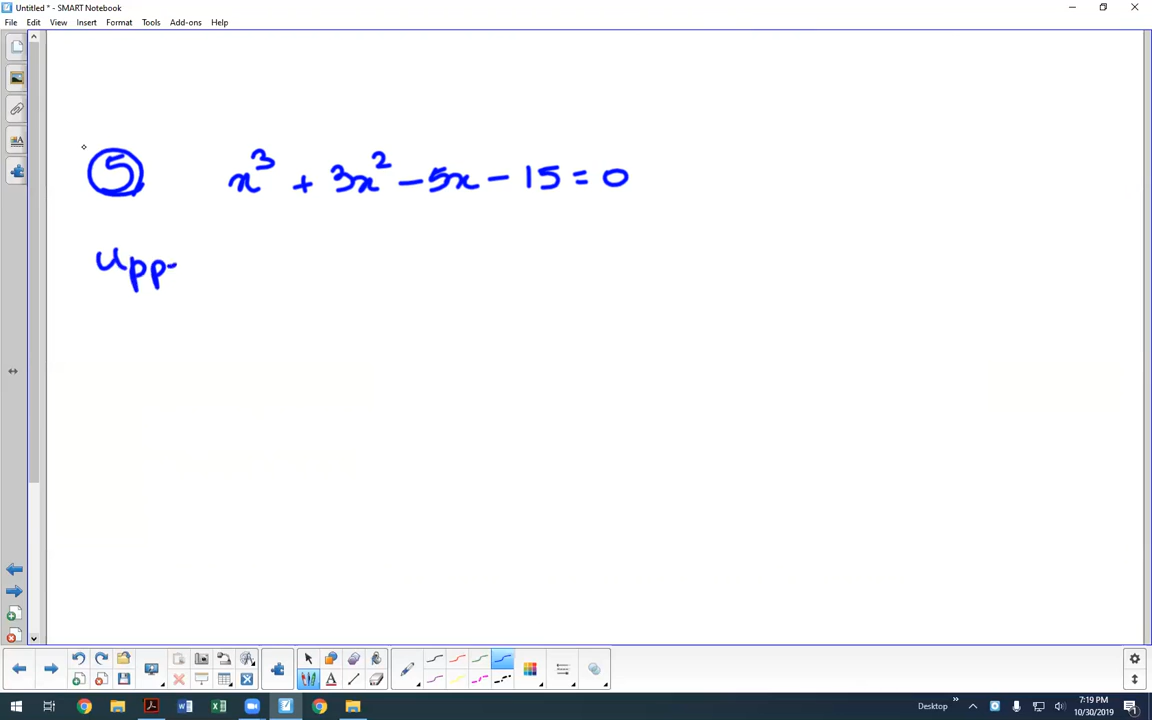 Untitled * - SMART Notebook
File Edit View Insert Format Tools Add-ons Help
5 x³ + 3x² - 5x - 15 = 0
Upp-
Desktop
7:19 PM
10/30/2019